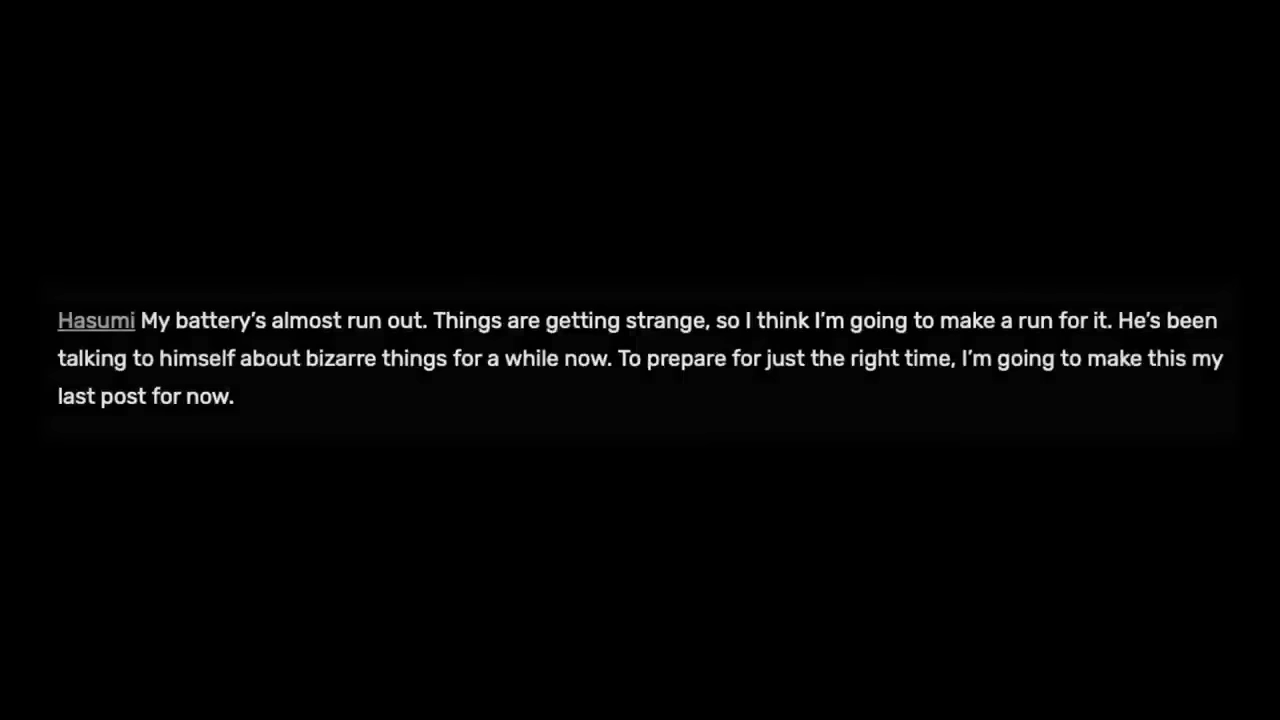 Hasumi My battery’s almost run out. Things are getting strange, so I think I’m going to make a run for it. He’s been
talking to himself about bizarre things for a while now. To prepare for just the right time, I’m going to make this my
last post for now.